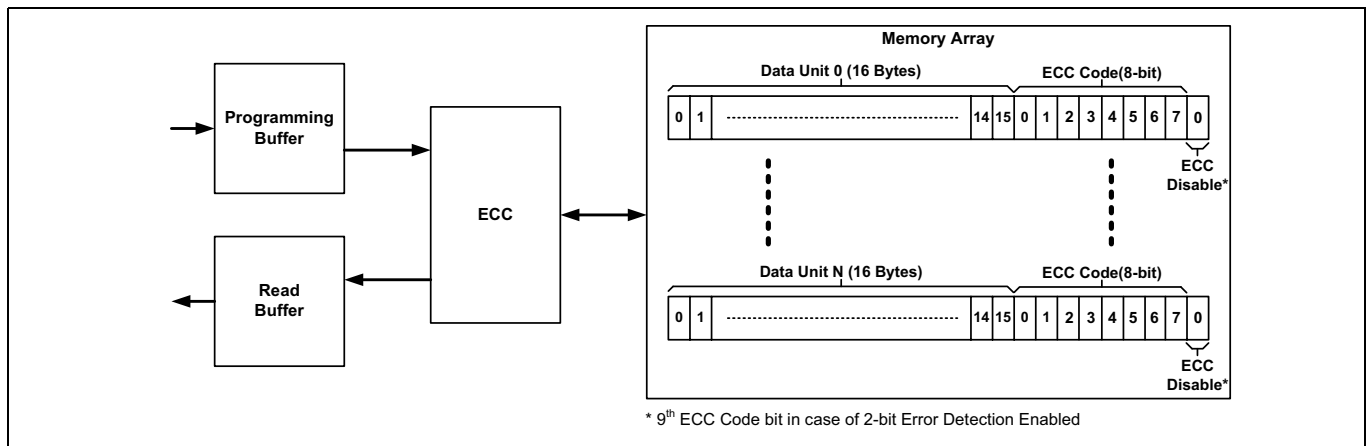 Memory Array
Data Unit 0 (16 Bytes)
ECC Code(8-bit)
0 1 14 15 0 1 2 3 4 5 6 7 0
ECC
Disable*
Programming
Buffer
ECC
Read
Buffer
Data Unit N (16 Bytes)
ECC Code(8-bit)
0 1 14 15 0 1 2 3 4 5 6 7 0
ECC
Disable*
* 9th ECC Code bit in case of 2-bit Error Detection Enabled